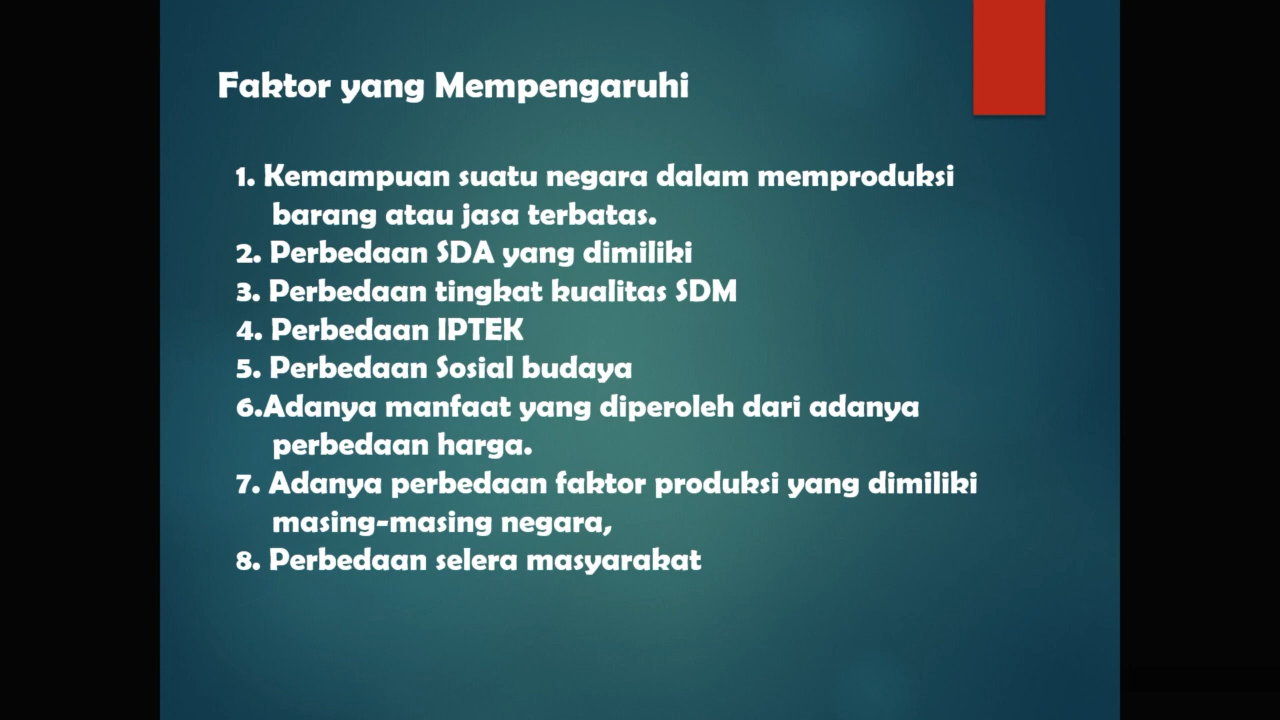 Faktor yang Mempengaruhi
1. Kemampuan suatu negara dalam memproduksi
barang atau jasa terbatas.
2. Perbedaan SDA yang dimiliki
3. Perbedaan tingkat kualitas SDM
4. Perbedaan IPTEK
5. Perbedaan Sosial budaya
6.Adanya manfaat yang diperoleh dari adanya
perbedaan harga.
7. Adanya perbedaan faktor produksi yang dimiliki
masing-masing negara,
8. Perbedaan selera masyarakat